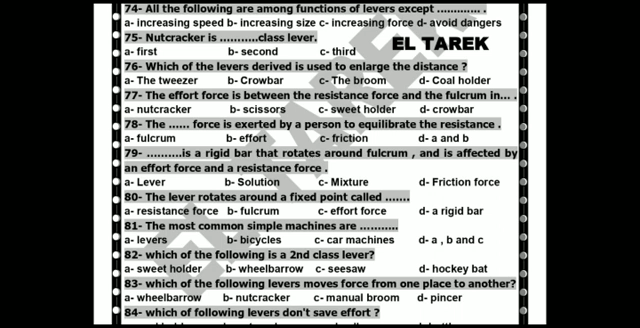 74- All the following are among functions of levers except ............. .
a- increasing speed b- increasing size c- increasing force d- avoid dangers
75- Nutcracker is ...........class lever.
a- first b- second c- third
EL TAREK
76- Which of the levers derived is used to enlarge the distance ?
a- The tweezer b- Crowbar c- The broom d- Coal holder
77- The effort force is between the resistance force and the fulcrum in... .
a- nutcracker b- scissors c- sweet holder d- crowbar
78- The ...... force is exerted by a person to equilibrate the resistance .
a- fulcrum b- effort c- friction d- a and b
79- ..........is a rigid bar that rotates around fulcrum , and is affected by
an effort force and a resistance force .
a- Lever b- Solution c- Mixture d- Friction force
80- The lever rotates around a fixed point called .......
a- resistance force b- fulcrum c- effort force d- a rigid bar
81- The most common simple machines are ...........
a- levers b- bicycles c- car machines d- a , b and c
82- which of the following is a 2nd class lever?
a- sweet holder b- wheelbarrow c- seesaw d- hockey bat
83- which of the following levers moves force from one place to another?
a- wheelbarrow b- nutcracker c- manual broom d- pincer
84- which of following levers don't save effort ?